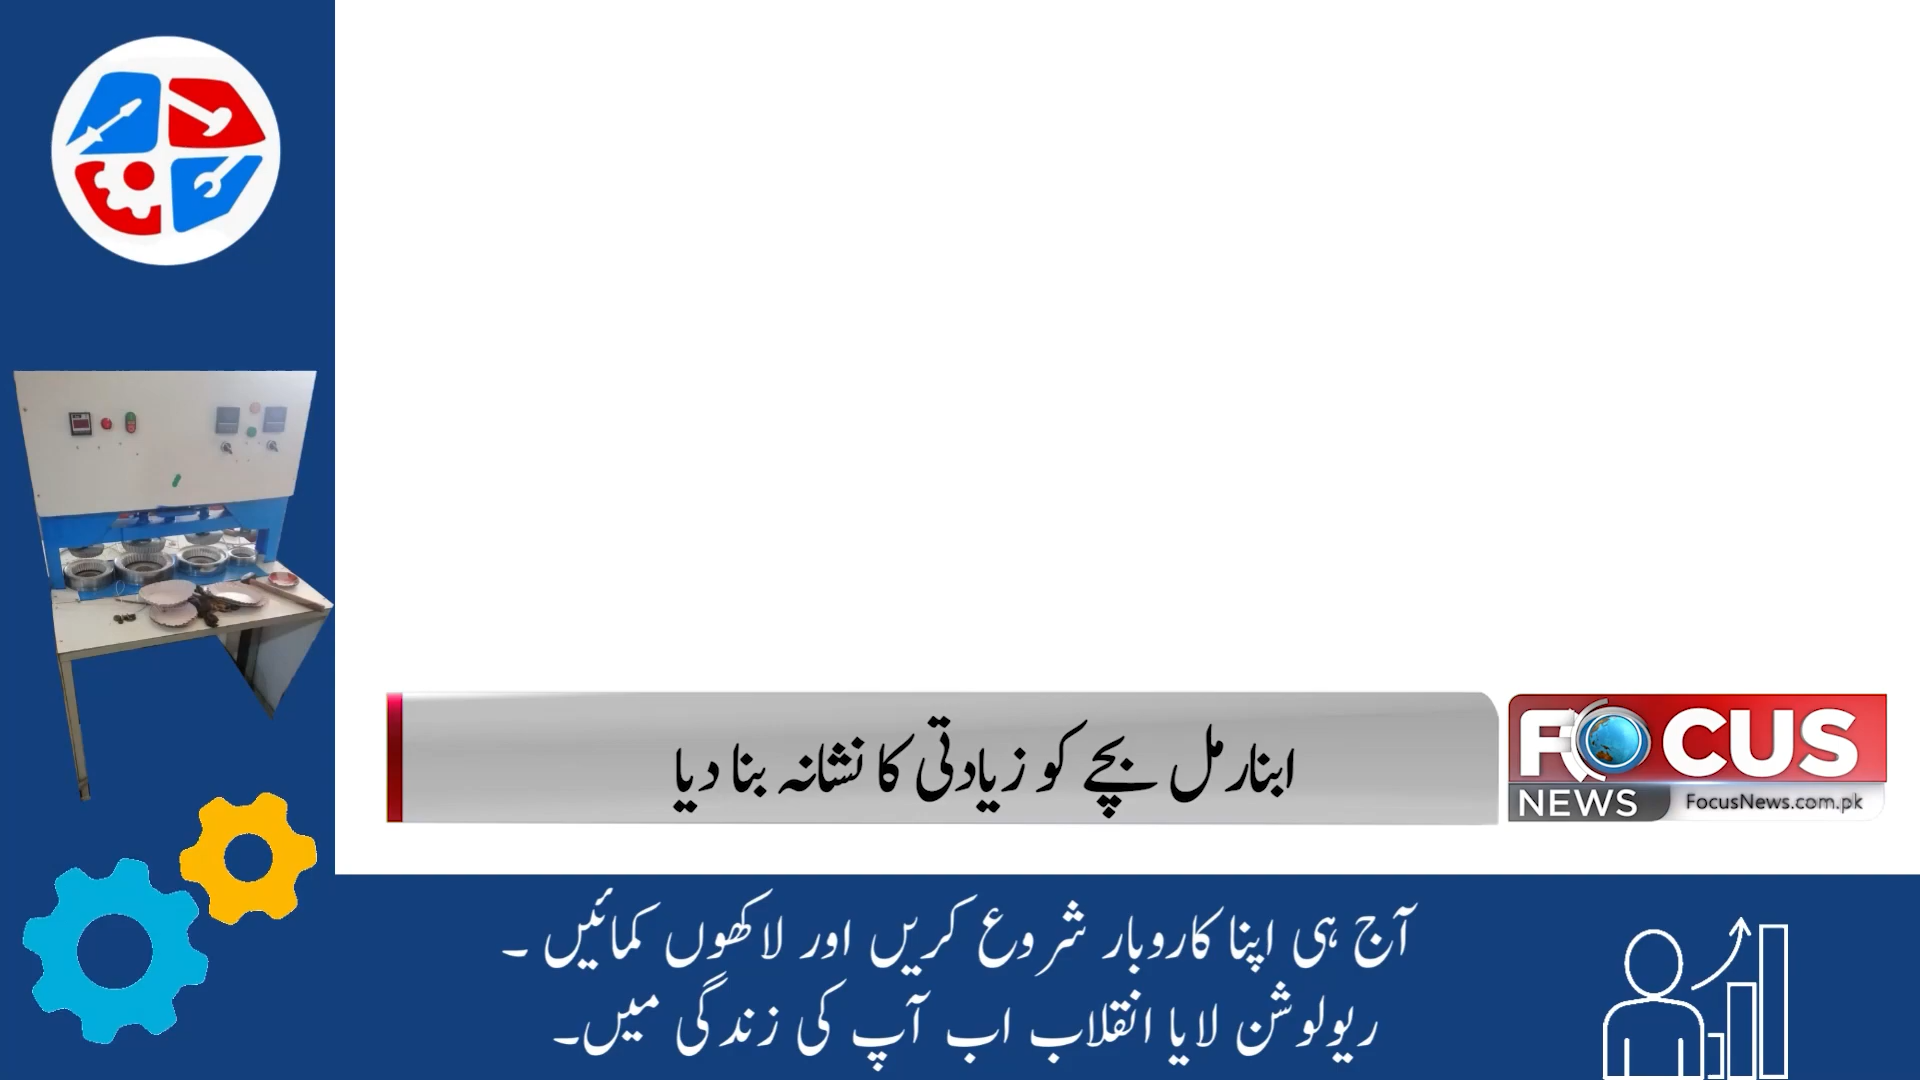 ابنارمل بچے کو زیادتی کا نشانہ بنا دیا
FOCUS
NEWS
FocusNews.com.pk
آج ہی اپنا کاروبار شروع کریں اور لاکھوں کمائیں ۔
ریولوشن لایا انقلاب اب آپ کی زندگی میں۔